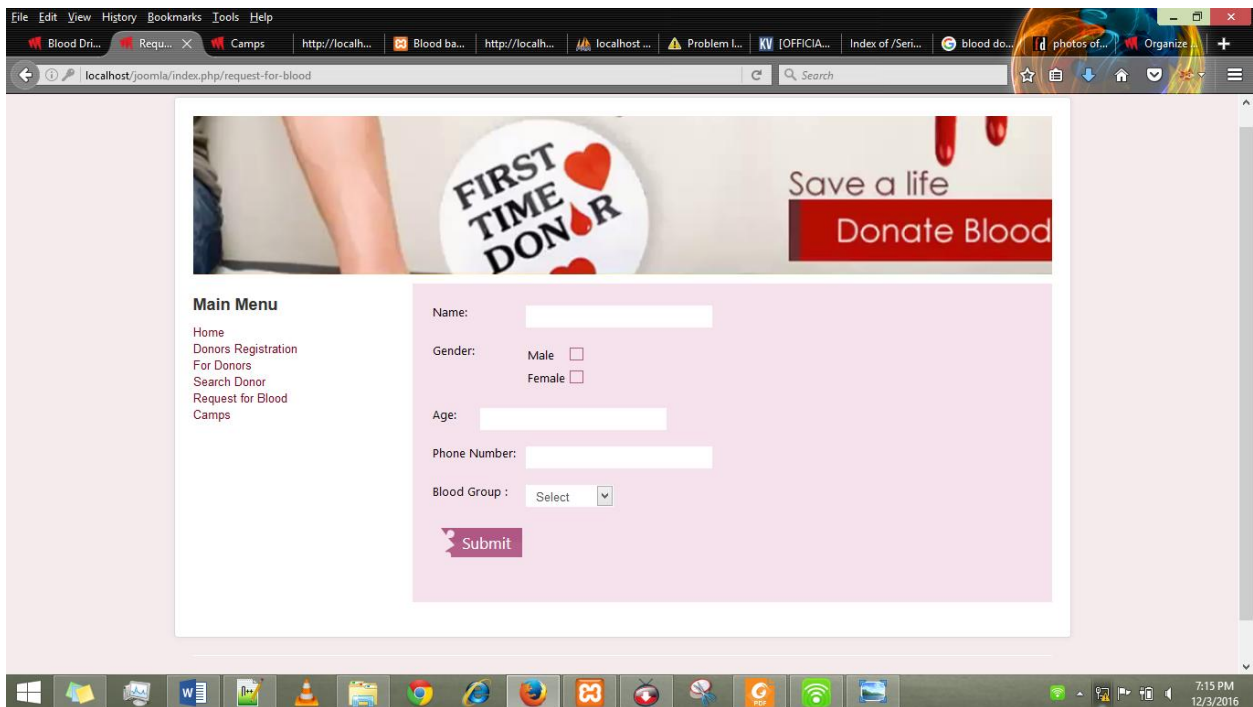 File Edit View History Bookmarks Tools Help
Blood Dri... Requ... Camps http://localh... Blood ba... http://localh... localhost ... Problem l... [OFFICIA... Index of /Seri... blood do... photos of... Organize
localhost/joomla/index.php/request-for-blood Search
FIRST
TIME
DONOR
Save a life
Donate Blood
Main Menu
Home
Donors Registration
For Donors
Search Donor
Request for Blood
Camps
Name:
Gender:
Male
Female
Age:
Phone Number:
Blood Group :
Select
Submit
7:15 PM
12/3/2016